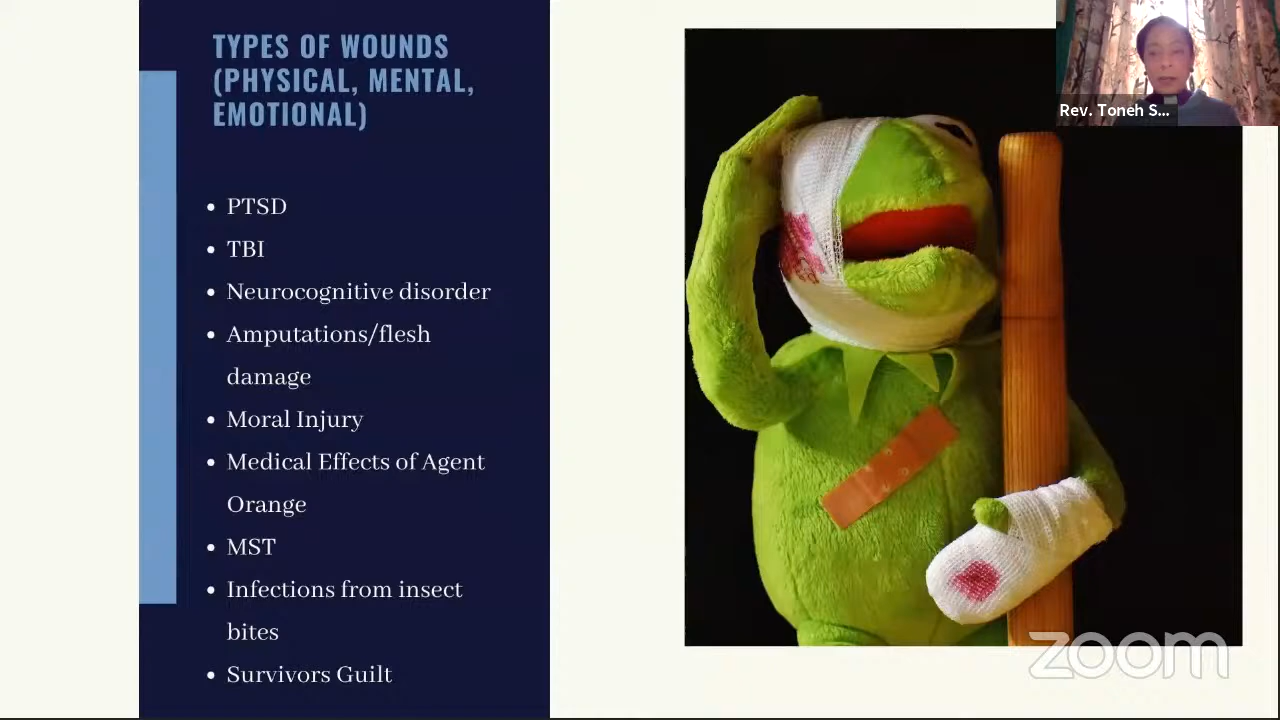 TYPES OF WOUNDS
(PHYSICAL, MENTAL,
EMOTIONAL)
• PTSD
• TBI
• Neurocognitive disorder
• Amputations/flesh
damage
• Moral Injury
• Medical Effects of Agent
Orange
• MST
• Infections from insect
bites
• Survivors Guilt
Rev. Toneh S...
zoom